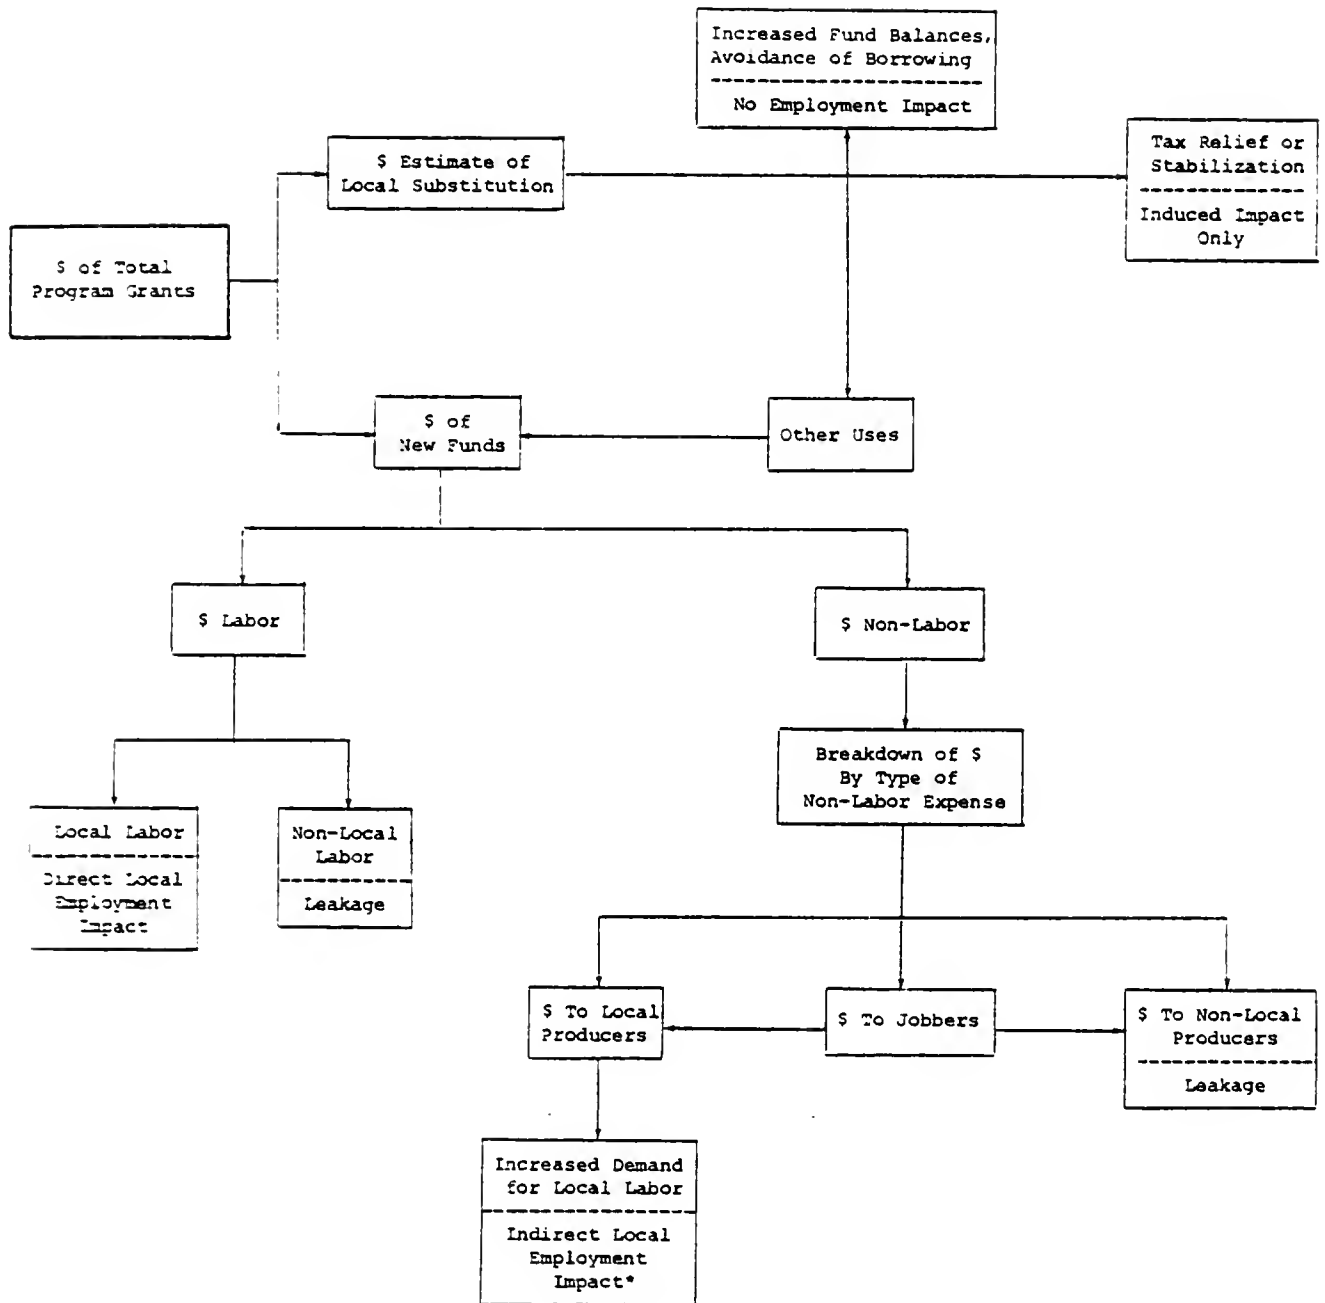 Increased Fund Balances,
Avoidance of Borrowing
No Employment Impact
$ Estimate of
Local Substitution
Tax Relief or
Stabilization
Induced Impact
Only
$ of Total
Program Grants
$ of
New Funds
Other Uses
$ Labor
$ Non-Labor
Breakdown of $
By Type of
Non-Labor Expense
Local Labor
Direct Local
Employment
Impact
Non-Local
Labor
Leakage
$ To Local
Producers
$ To Jobbers
$ To Non-Local
Producers
Leakage
Increased Demand
for Local Labor
Indirect Local
Employment
Impact*